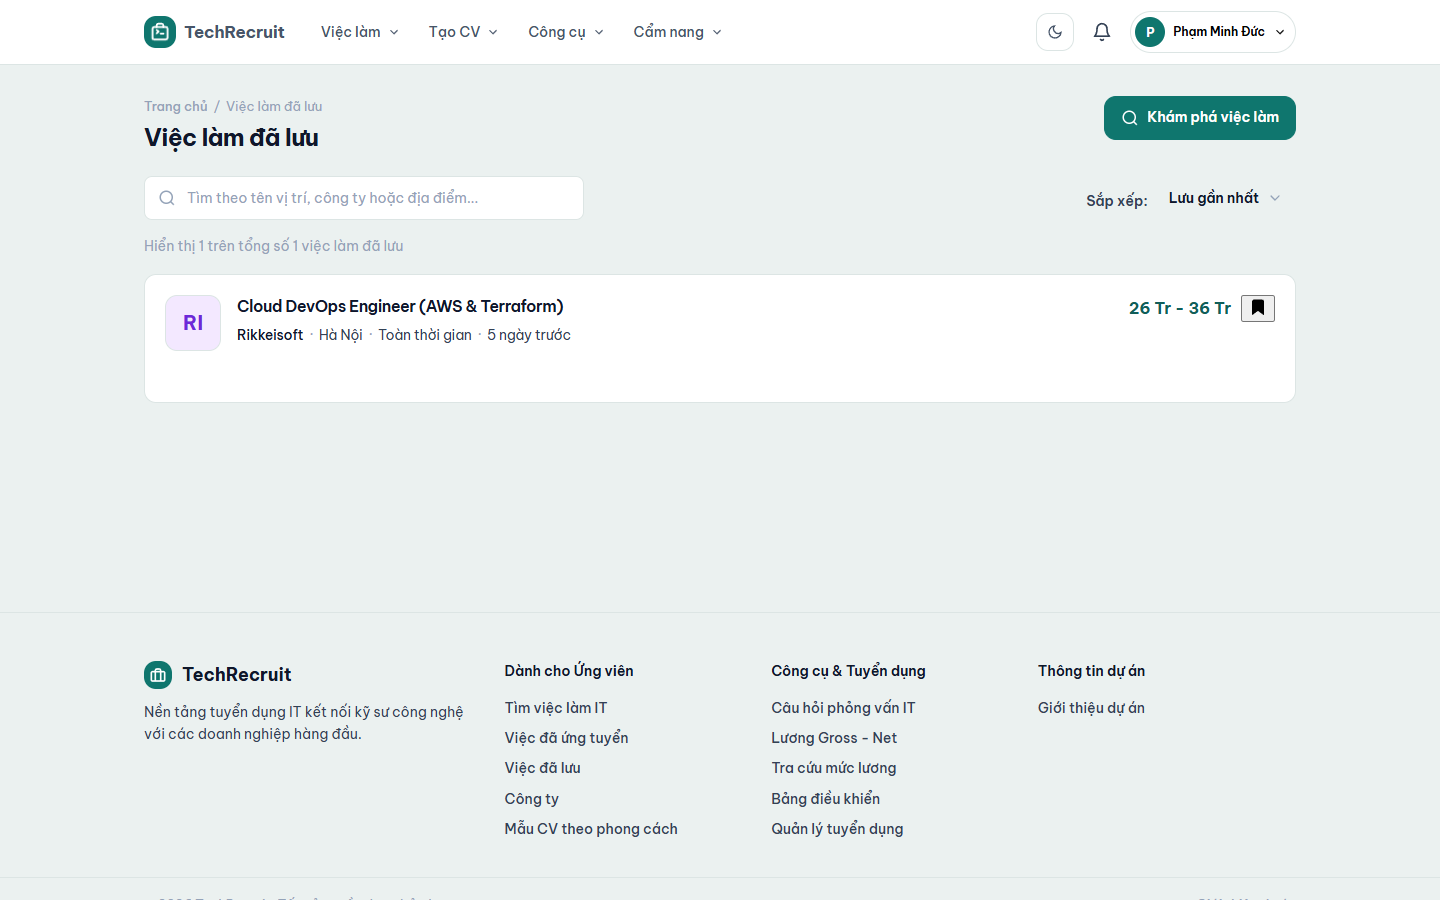 TechRecruit Việc làm Tạo CV Công cụ Cẩm nang P Phạm Minh Đức
Trang chủ / Việc làm đã lưu
Việc làm đã lưu
Khám phá việc làm
Tìm theo tên vị trí, công ty hoặc địa điểm...
Sắp xếp: Lưu gần nhất
Hiển thị 1 trên tổng số 1 việc làm đã lưu
RI
Cloud DevOps Engineer (AWS & Terraform)
26 Tr - 36 Tr
Rikkeisoft · Hà Nội · Toàn thời gian · 5 ngày trước
TechRecruit
Nền tảng tuyển dụng IT kết nối kỹ sư công nghệ
với các doanh nghiệp hàng đầu.
Dành cho Ứng viên
Tìm việc làm IT
Việc đã ứng tuyển
Việc đã lưu
Công ty
Mẫu CV theo phong cách
Công cụ & Tuyển dụng
Câu hỏi phỏng vấn IT
Lương Gross - Net
Tra cứu mức lương
Bảng điều khiển
Quản lý tuyển dụng
Thông tin dự án
Giới thiệu dự án